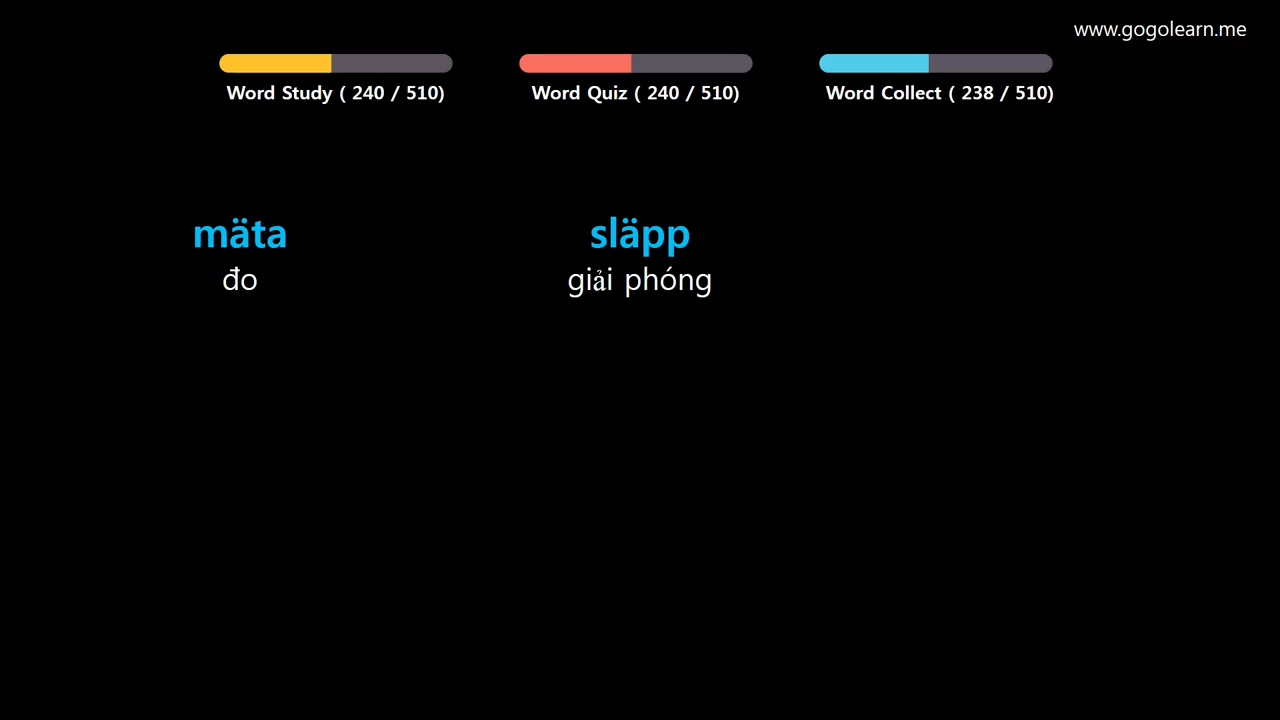 www.gogolearn.me
Word Study ( 240 / 510)
Word Quiz ( 240 / 510)
Word Collect ( 238 / 510)
mäta
đo
släpp
giải phóng